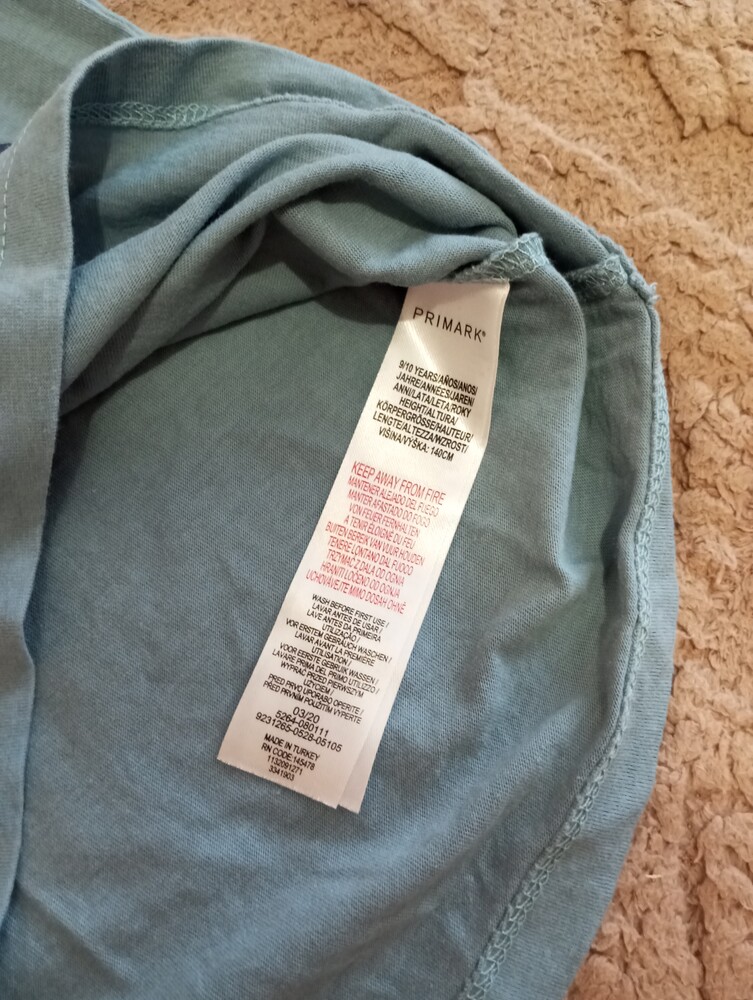 PRIMARK®
9/10 YEARS/AÑOS/ANOS/
JAHRE/ANNÉES/JAREN/
ANNI/LATA/LETA/ROKY
HEIGHT/ALTURA/
KÖRPERGRÖSSE/HAUTEUR/
LENGTE/ALTEZZA/WZROST/
VIŠINA/VÝŠKA: 140CM
KEEP AWAY FROM FIRE
MANTENER ALEJADO DEL FUEGO
MANTER AFASTADO DO FOGO
VON FEUER FERNHALTEN
À TENIR ÉLOIGNÉ DU FEU
BUITEN BEREIK VAN VUUR HOUDEN
TENERE LONTANO DAL FUOCO
TRZYMAĆ Z DALA OD OGNIA
HRANITI LOČENO OD OGNJA
UCHOVÁVEJTE MIMO DOSAH OHNĚ
WASH BEFORE FIRST USE /
LAVAR ANTES DE USAR /
LAVE ANTES DA PRIMEIRA
UTILIZAÇÃO /
VOR ERSTEM GEBRAUCH WASCHEN /
LAVAR AVANT LA PREMIÈRE
UTILISATION /
VOOR EERSTE GEBRUIK WASSEN /
LAVARE PRIMA DEL PRIMO UTILIZZO /
WYPRAĆ PRZED PIERWSZYM
UŻYCIEM /
PRED PRVO UPORABO OPERITE /
PŘED PRVNÍM POUŽITÍM VYPERTE
03/20
5264-080111
9231265-0528-05105
MADE IN TURKEY
RN CODE:145478
1132091271
3341903